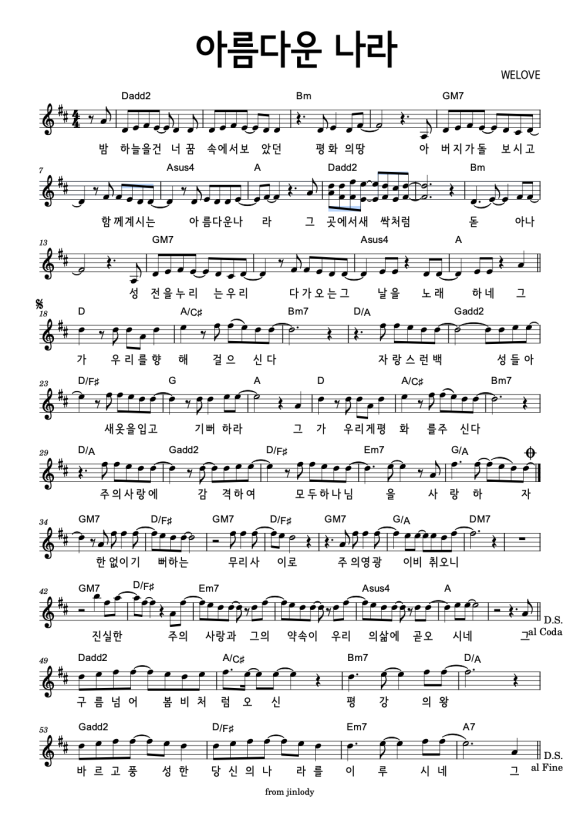 아름다운 나라
WELOVE
Dadd2 Bm GM7
밤 하늘을건 너 꿈 속에서보 았던 평화 의땅 아 버지가돌 보시고
7 Asus4 A Dadd2 Bm
함께계시는 아름다운나 라 그 곳에서새 싹처럼 돋 아나
13 GM7 Asus4 A
성 전을누리 는우리 다가오는그 날을 노래 하네 그
18 D A/C♯ Bm7 D/A Gadd2
가 우리를향 해 걸으 신다 자랑스런백 성들아
23 D/F♯ G A D A/C♯ Bm7
새옷을입고 기뻐 하라 그 가 우리게평 화 를주 신다
29 D/A Gadd2 D/F♯ Em7 G/A
주의사랑에 감 격하여 모두하나님 을 사 랑하 자
34 GM7 D/F♯ GM7 D/F♯ GM7 G/A DM7
한없이기 뻐하는 무리사 이로 주의영광 이비 취오니
42 GM7 D/F♯ Em7 Asus4 A
D.S.
진실한 주의 사랑과 그의 약속이 우리 의삶에 곧오 시네 그
al Coda
49 Dadd2 A/C♯ Bm7 D/A
구름넘어 봄비처 럼오신 평 강 의왕
53 Gadd2 D/F♯ Em7 A7
D.S.
바르고풍 성한 당신의나 라를 이 루 시네 그
al Fine
from jinlody